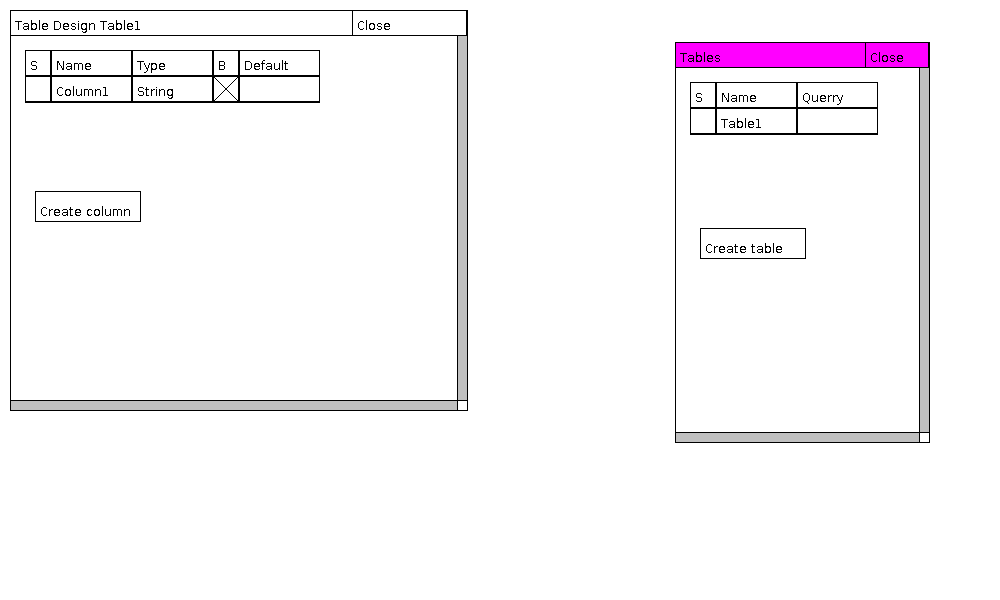 Table Design Table1 Close
S Name Type B Default
Column1 String
Create column
Tables Close
S Name Querry
Table1
Create table